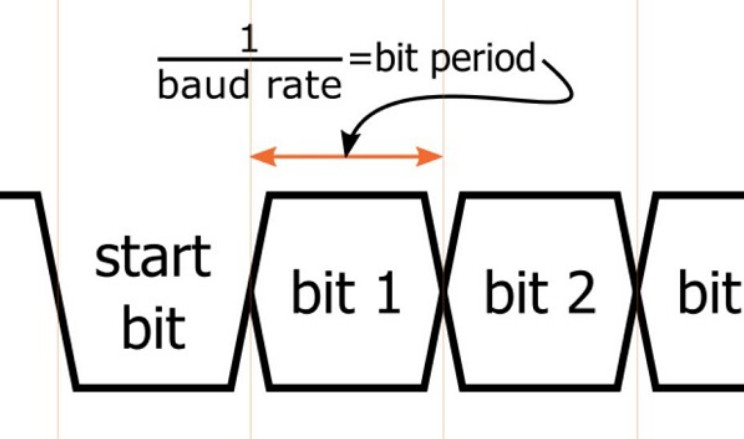 1
baud rate
=bit period
start
bit
bit 1
bit 2
bit